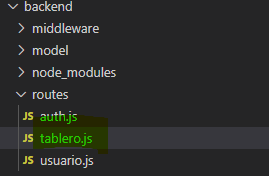 backend
middleware
model
node_modules
routes
JS auth.js
JS tablero.js
JS usuario.js